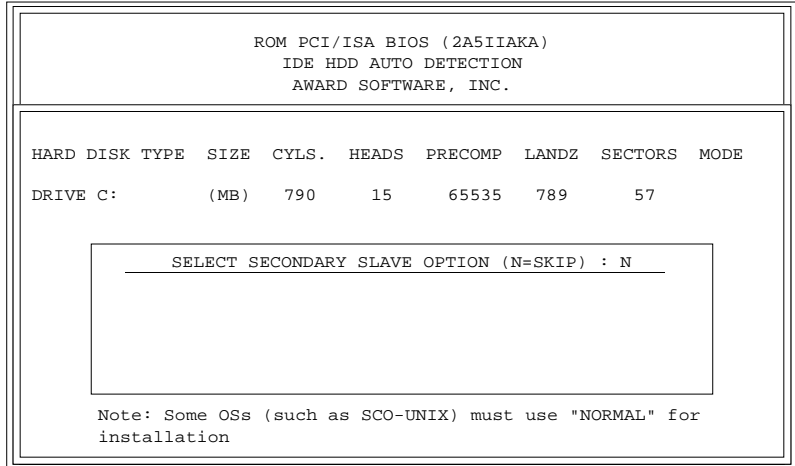 ROM PCI/ISA BIOS (2A5IIAKA)
IDE HDD AUTO DETECTION
AWARD SOFTWARE, INC.
HARD DISK TYPE SIZE CYLS. HEADS PRECOMP LANDZ SECTORS MODE
DRIVE C: (MB) 790 15 65535 789 57
SELECT SECONDARY SLAVE OPTION (N=SKIP) : N
Note: Some OSs (such as SCO-UNIX) must use "NORMAL" for
installation